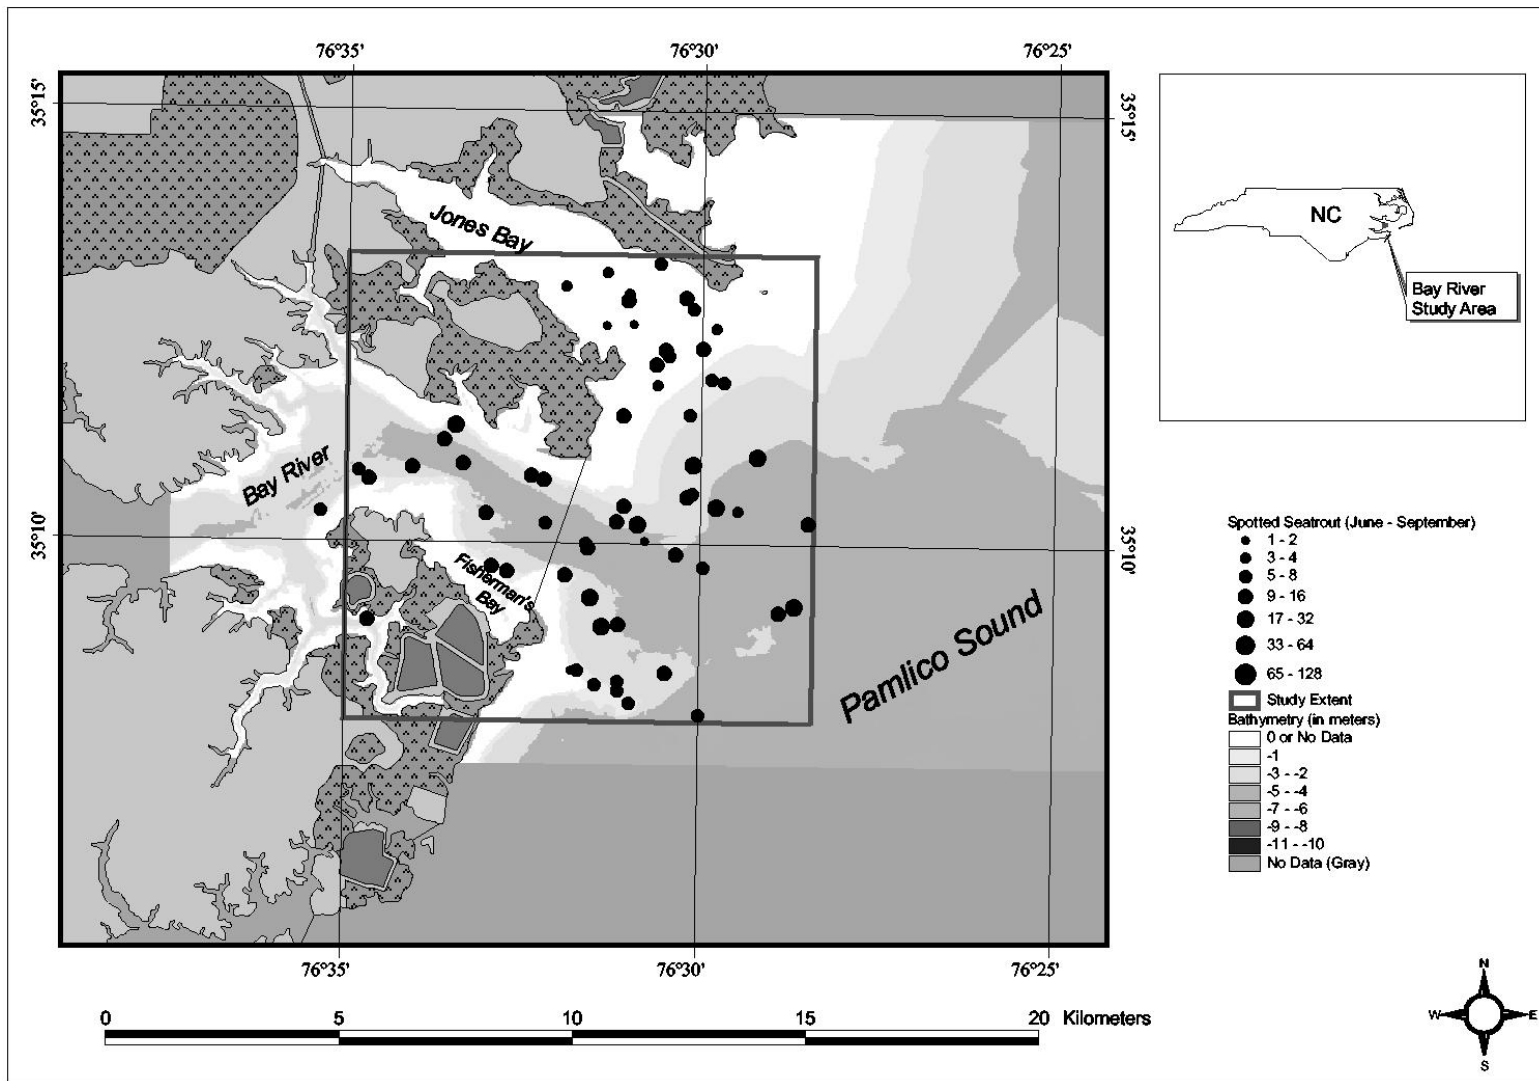 76°35'
76°30'
76°25'
35°15'
35°15'
Jones Bay
NC
Bay River
Study Area
Bay River
35°10'
35°10'
Fisherman's
Bay
Pamlico Sound
Spotted Seatrout (June - September)
1 - 2
3 - 4
5 - 8
9 - 16
17 - 32
33 - 64
65 - 128
Study Extent
Bathymetry (in meters)
0 or No Data
-1
-3 - -2
-5 - -4
-7 - -6
-9 - -8
-11 - -10
No Data (Gray)
76°35'
76°30'
76°25'
0 5 10 15 20 Kilometers
N
W E
S